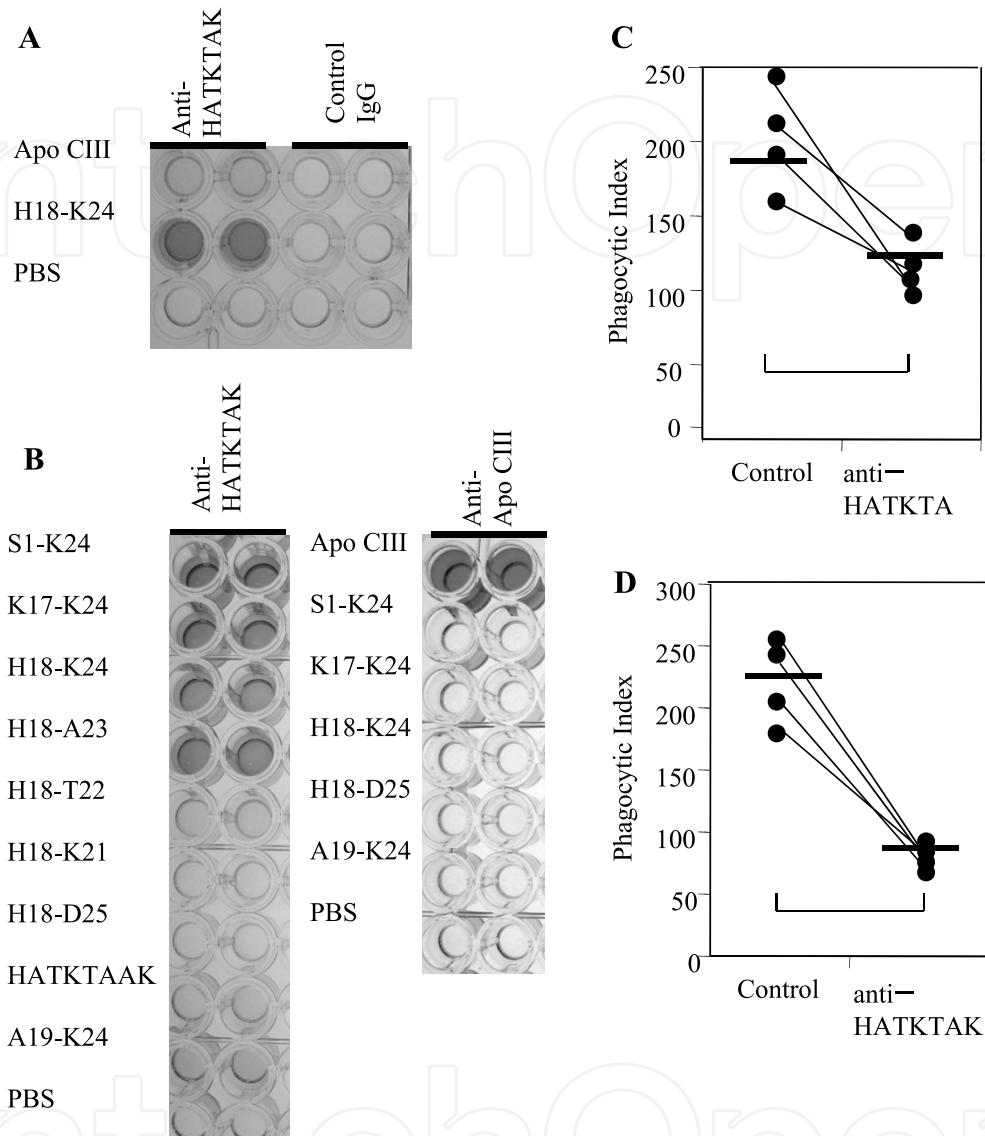 A
Anti-
HATKTAK
Control
IgG
Apo CIII
H18-K24
PBS
B
Anti-
HATKTAK
S1-K24
K17-K24
H18-K24
H18-A23
H18-T22
H18-K21
H18-D25
HATKTAAK
A19-K24
PBS
Anti-
Apo CIII
Apo CIII
S1-K24
K17-K24
H18-K24
H18-D25
A19-K24
PBS
C
Phagocytic Index
250
200
150
100
50
0
Control
anti-
HATKTA
D
Phagocytic Index
300
250
200
150
100
50
0
Control
anti-
HATKTAK